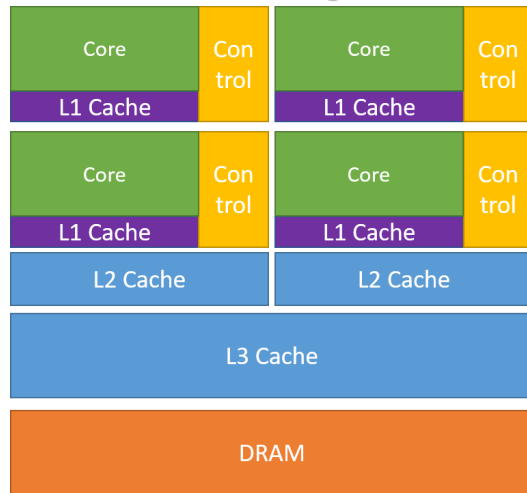 Core
Con
trol
L1 Cache
Core
Con
trol
L1 Cache
Core
Con
trol
L1 Cache
Core
Con
trol
L1 Cache
L2 Cache
L2 Cache
L3 Cache
DRAM